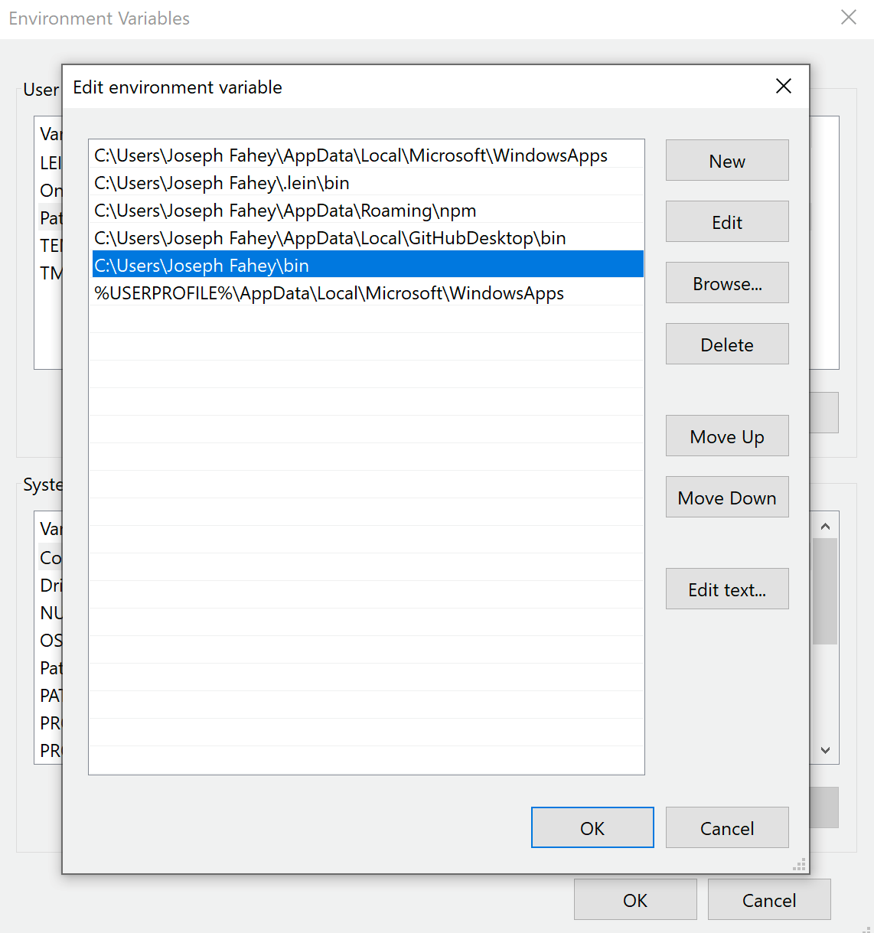 Environment Variables
Edit environment variable
User
C:\Users\Joseph Fahey\AppData\Local\Microsoft\WindowsApps
C:\Users\Joseph Fahey\.lein\bin
C:\Users\Joseph Fahey\AppData\Roaming\npm
C:\Users\Joseph Fahey\AppData\Local\GitHubDesktop\bin
C:\Users\Joseph Fahey\bin
%USERPROFILE%\AppData\Local\Microsoft\WindowsApps
New
Edit
Browse...
Delete
Move Up
Move Down
Edit text...
OK
Cancel
Var
LEI
On
Pat
TEM
TM
Syste
Var
Co
Dri
NU
OS
Pat
PAT
PRO
PRO
OK
Cancel